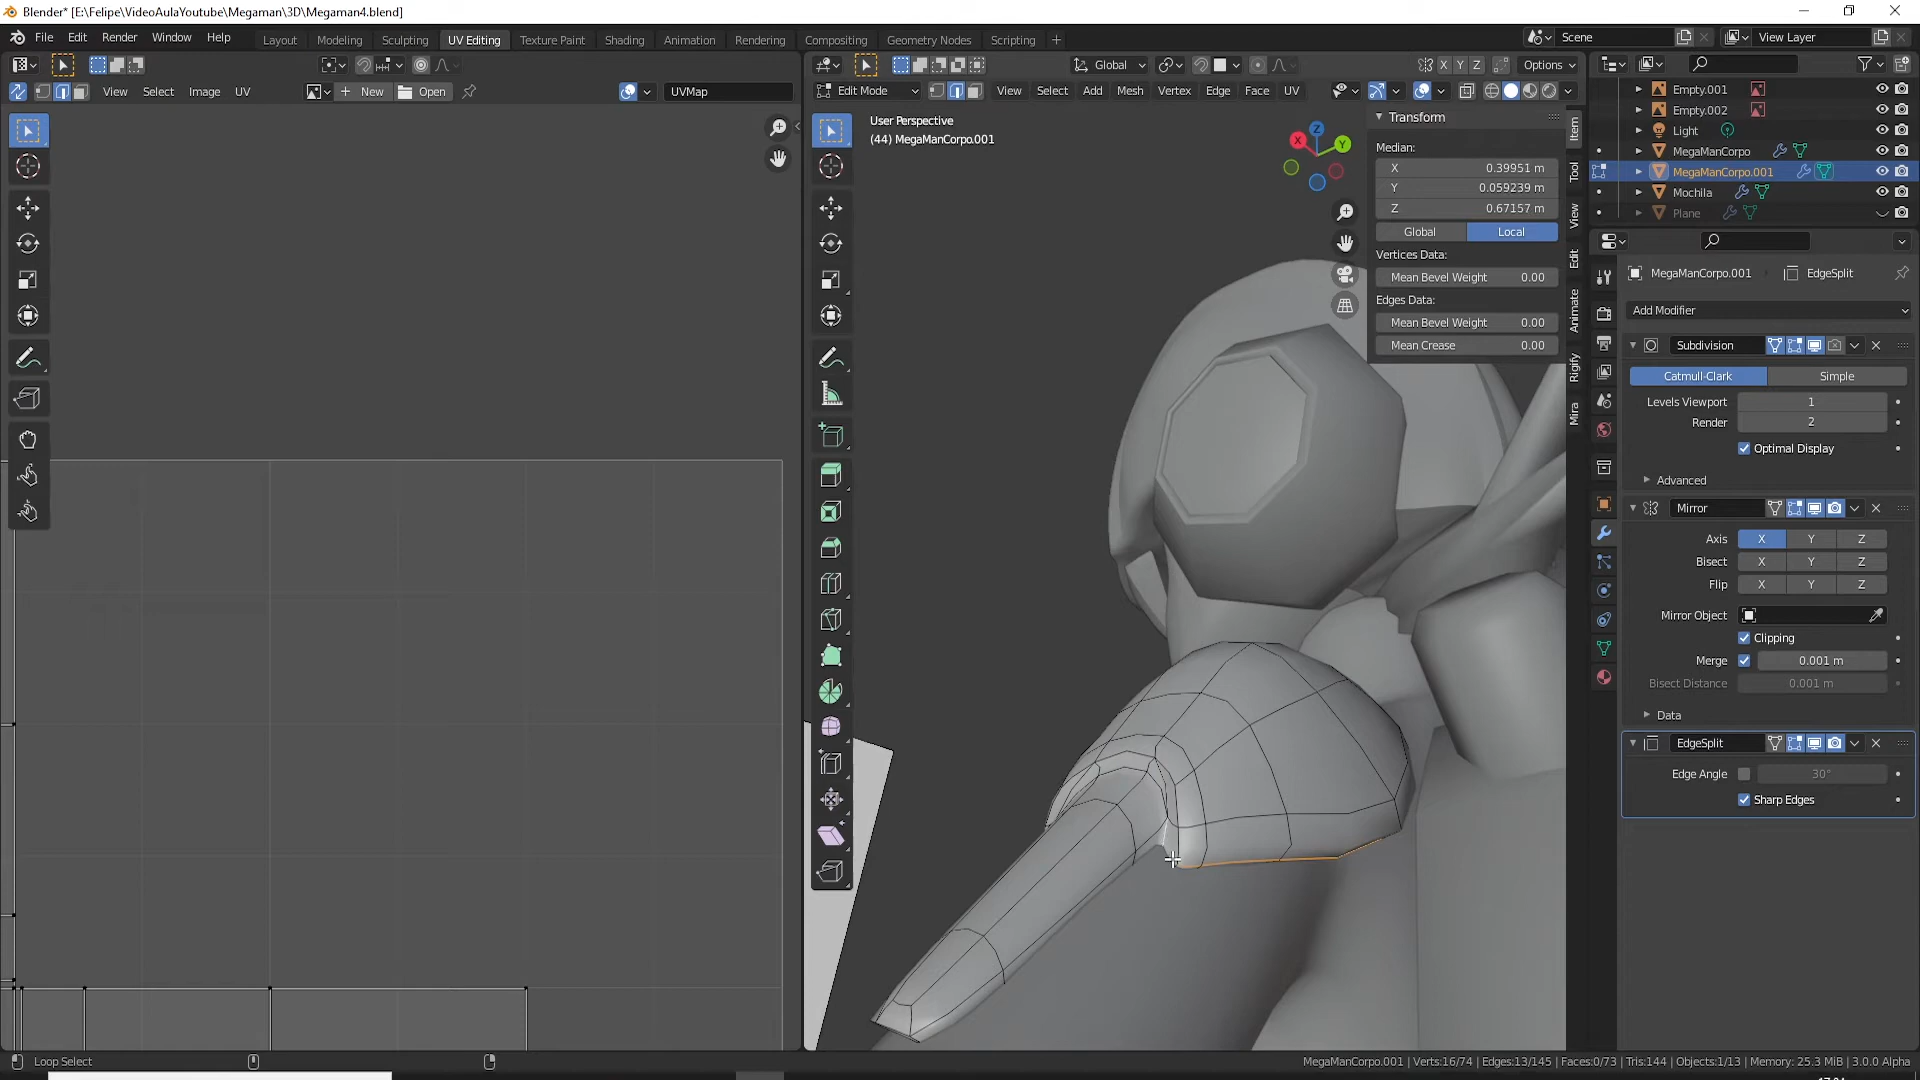 Blender* [E:\Felipe\VideoAulaYoutube\Megaman\3D\Megaman4.blend]
File Edit Render Window Help
Layout Modeling Sculpting UV Editing Texture Paint Shading Animation Rendering Compositing Geometry Nodes Scripting +
Scene
View Layer
Global
X Y Z
Options
View Select Image UV
New
Open
UVMap
Edit Mode
View Select Add Mesh Vertex Edge Face UV
User Perspective
(44) MegaManCorpo.001
X
Y
Z
Transform
Median:
X 0.39951 m
Y 0.059239 m
Z 0.67157 m
Global Local
Vertices Data:
Mean Bevel Weight 0.00
Edges Data:
Mean Bevel Weight 0.00
Mean Crease 0.00
Item
Tool
View
Edit
Animate
Rigify
Mira
Empty.001
Empty.002
Light
MegaManCorpo
MegaManCorpo.001
Mochila
Plane
MegaManCorpo.001 EdgeSplit
Add Modifier
Subdivision
Catmull-Clark Simple
Levels Viewport 1
Render 2
Optimal Display
Advanced
Mirror
Axis X Y Z
Bisect X Y Z
Flip X Y Z
Mirror Object
Clipping
Merge 0.001 m
Bisect Distance 0.001 m
Data
EdgeSplit
Edge Angle 30°
Sharp Edges
Loop Select
MegaManCorpo.001 | Verts:16/74 | Edges:13/145 | Faces:0/73 | Tris:144 | Objects:1/13 | Memory: 25.3 MiB | 3.0.0 Alpha